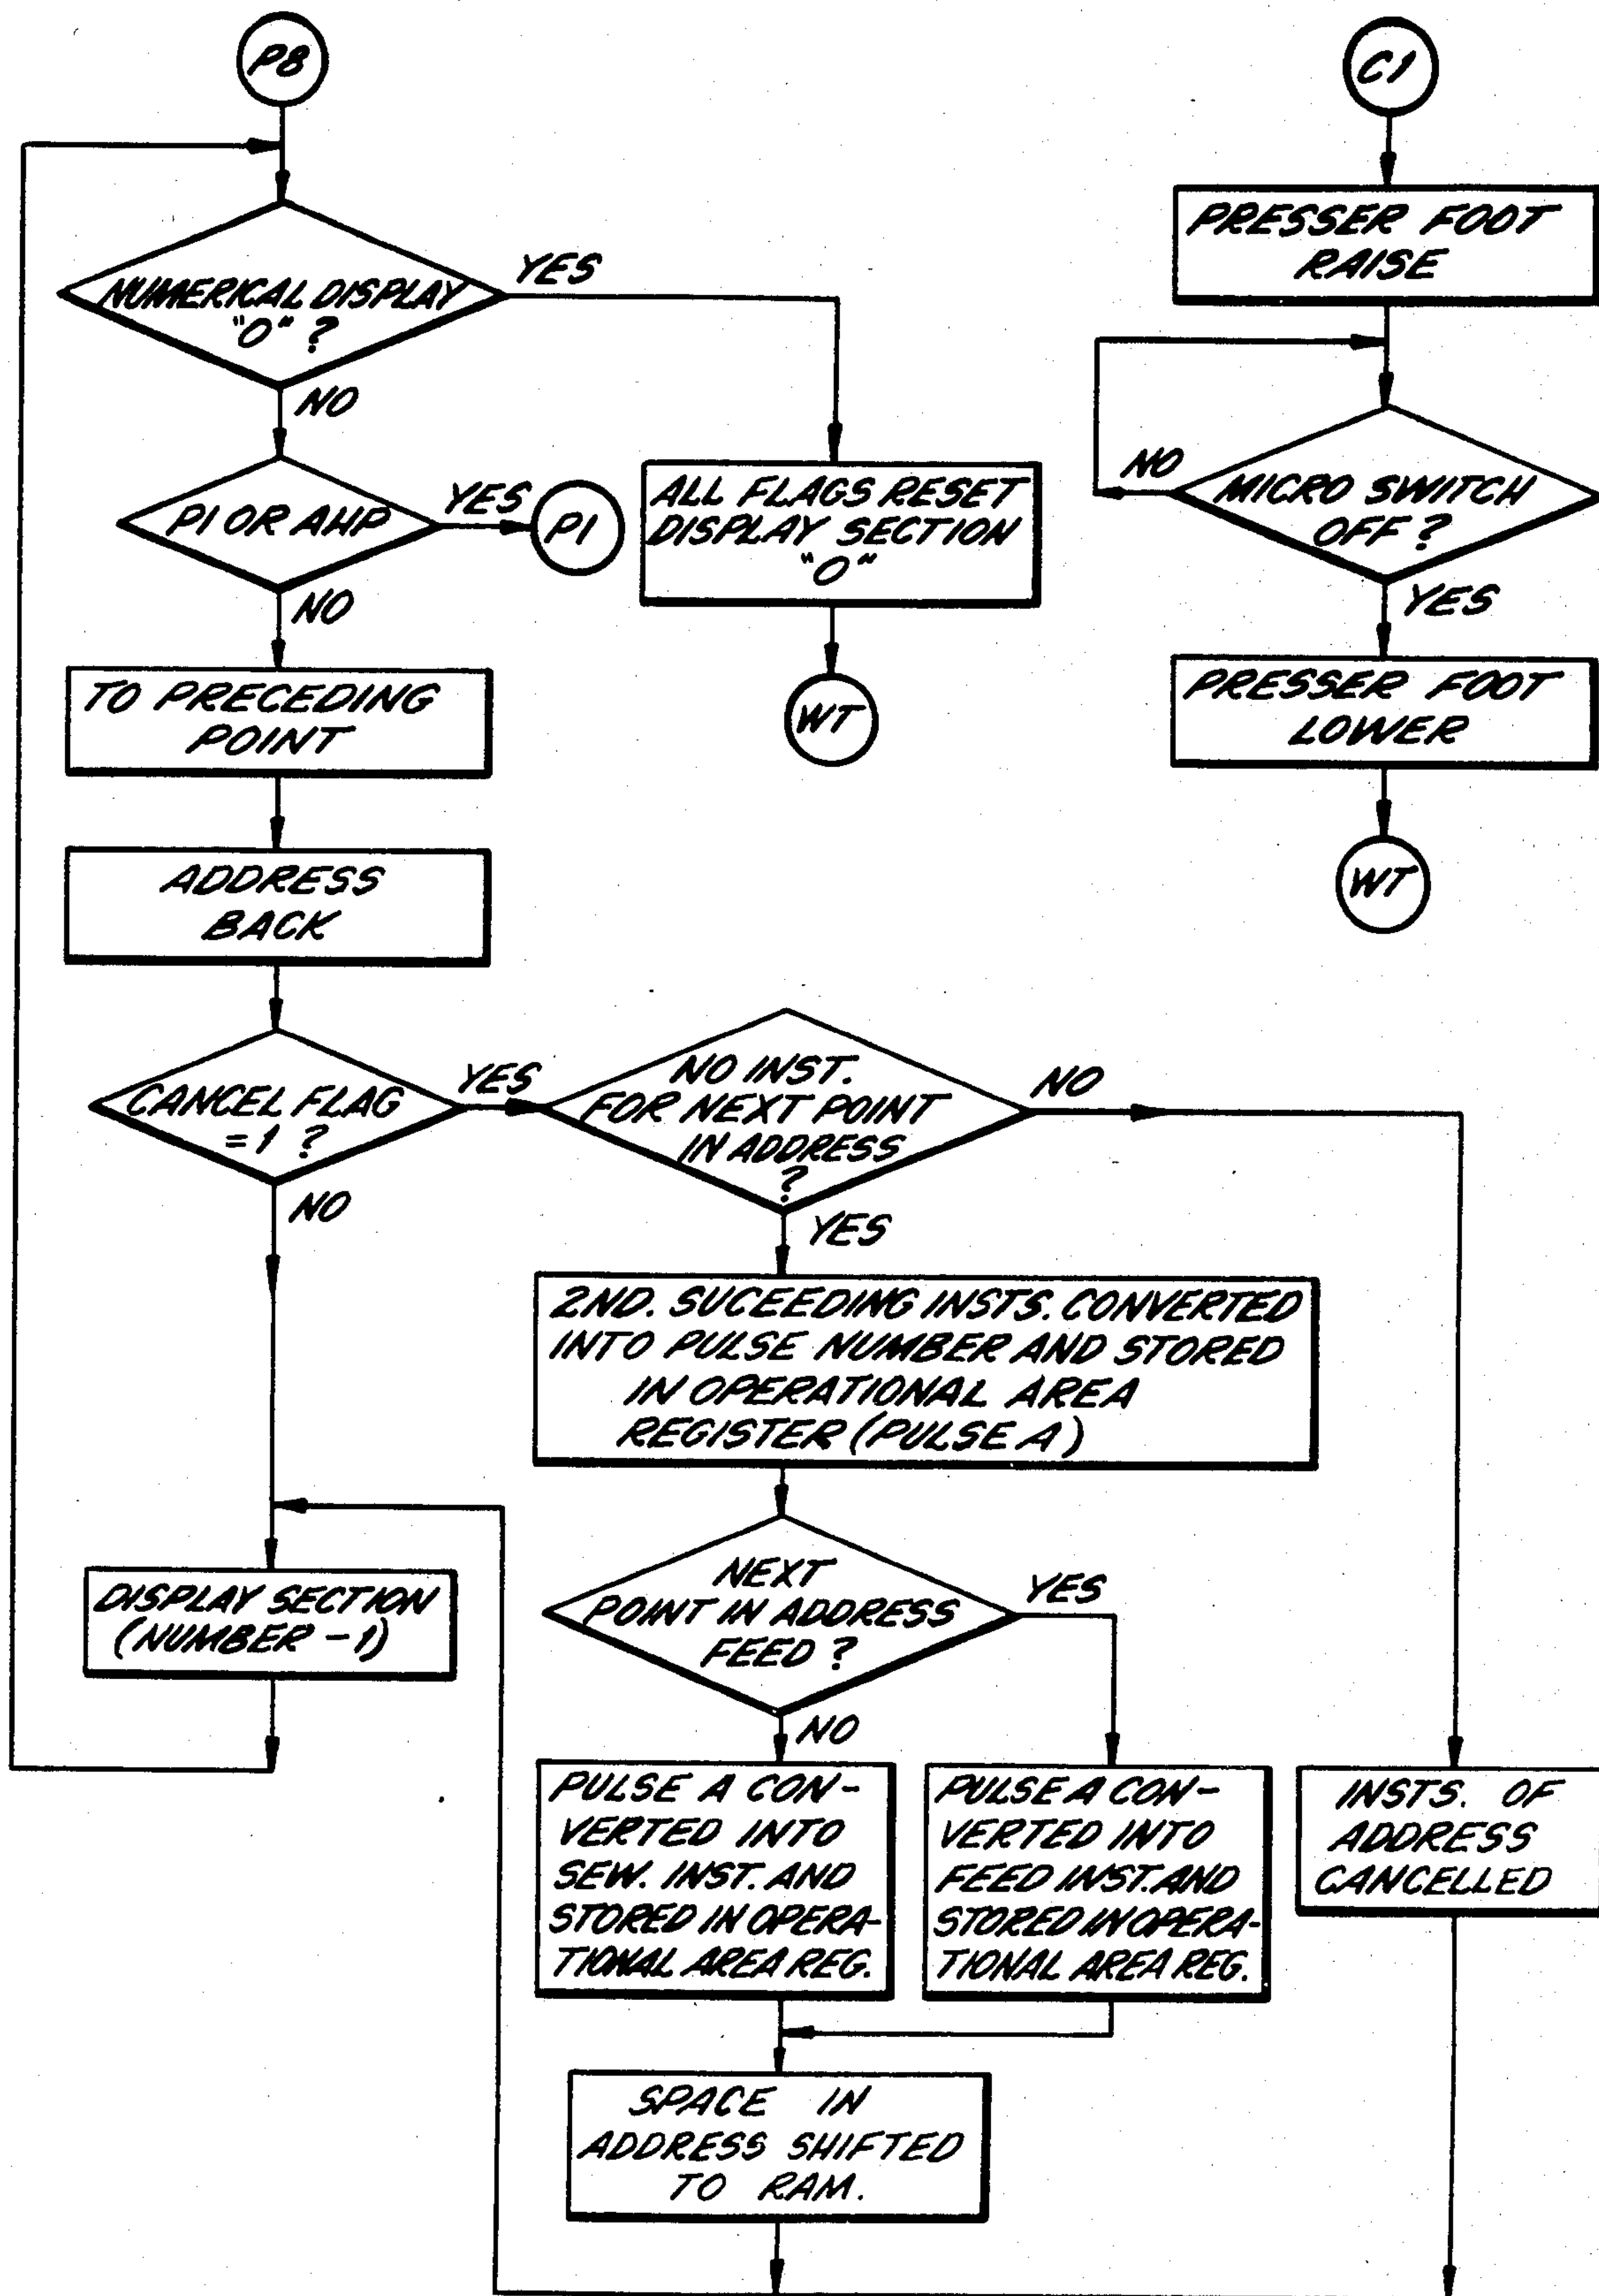 P8
NUMERICAL DISPLAY
"0" ?
YES
NO
P1 OR AHP
YES
P1
NO
ALL FLAGS RESET
DISPLAY SECTION
"0"
WT
TO PRECEDING
POINT
ADDRESS
BACK
CANCEL FLAG
= 1 ?
YES
NO
NO INST.
FOR NEXT POINT
IN ADDRESS
?
NO
YES
2ND. SUCEEDING INSTS. CONVERTED
INTO PULSE NUMBER AND STORED
IN OPERATIONAL AREA
REGISTER (PULSE A)
DISPLAY SECTION
(NUMBER - 1)
NEXT
POINT IN ADDRESS
FEED ?
YES
NO
PULSE A CON-
VERTED INTO
SEW. INST. AND
STORED IN OPERA-
TIONAL AREA REG.
PULSE A CON-
VERTED INTO
FEED INST. AND
STORED IN OPERA-
TIONAL AREA REG.
INSTS. OF
ADDRESS
CANCELLED
SPACE IN
ADDRESS SHIFTED
TO RAM.
C1
PRESSER FOOT
RAISE
NO
MICRO SWITCH
OFF ?
YES
PRESSER FOOT
LOWER
WT